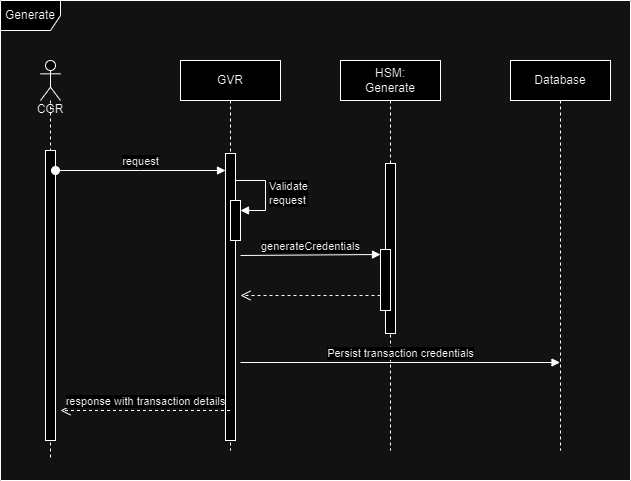 Generate
CGR
GVR
HSM:
Generate
Database
request
Validate
request
generateCredentials
Persist transaction credentials
response with transaction details